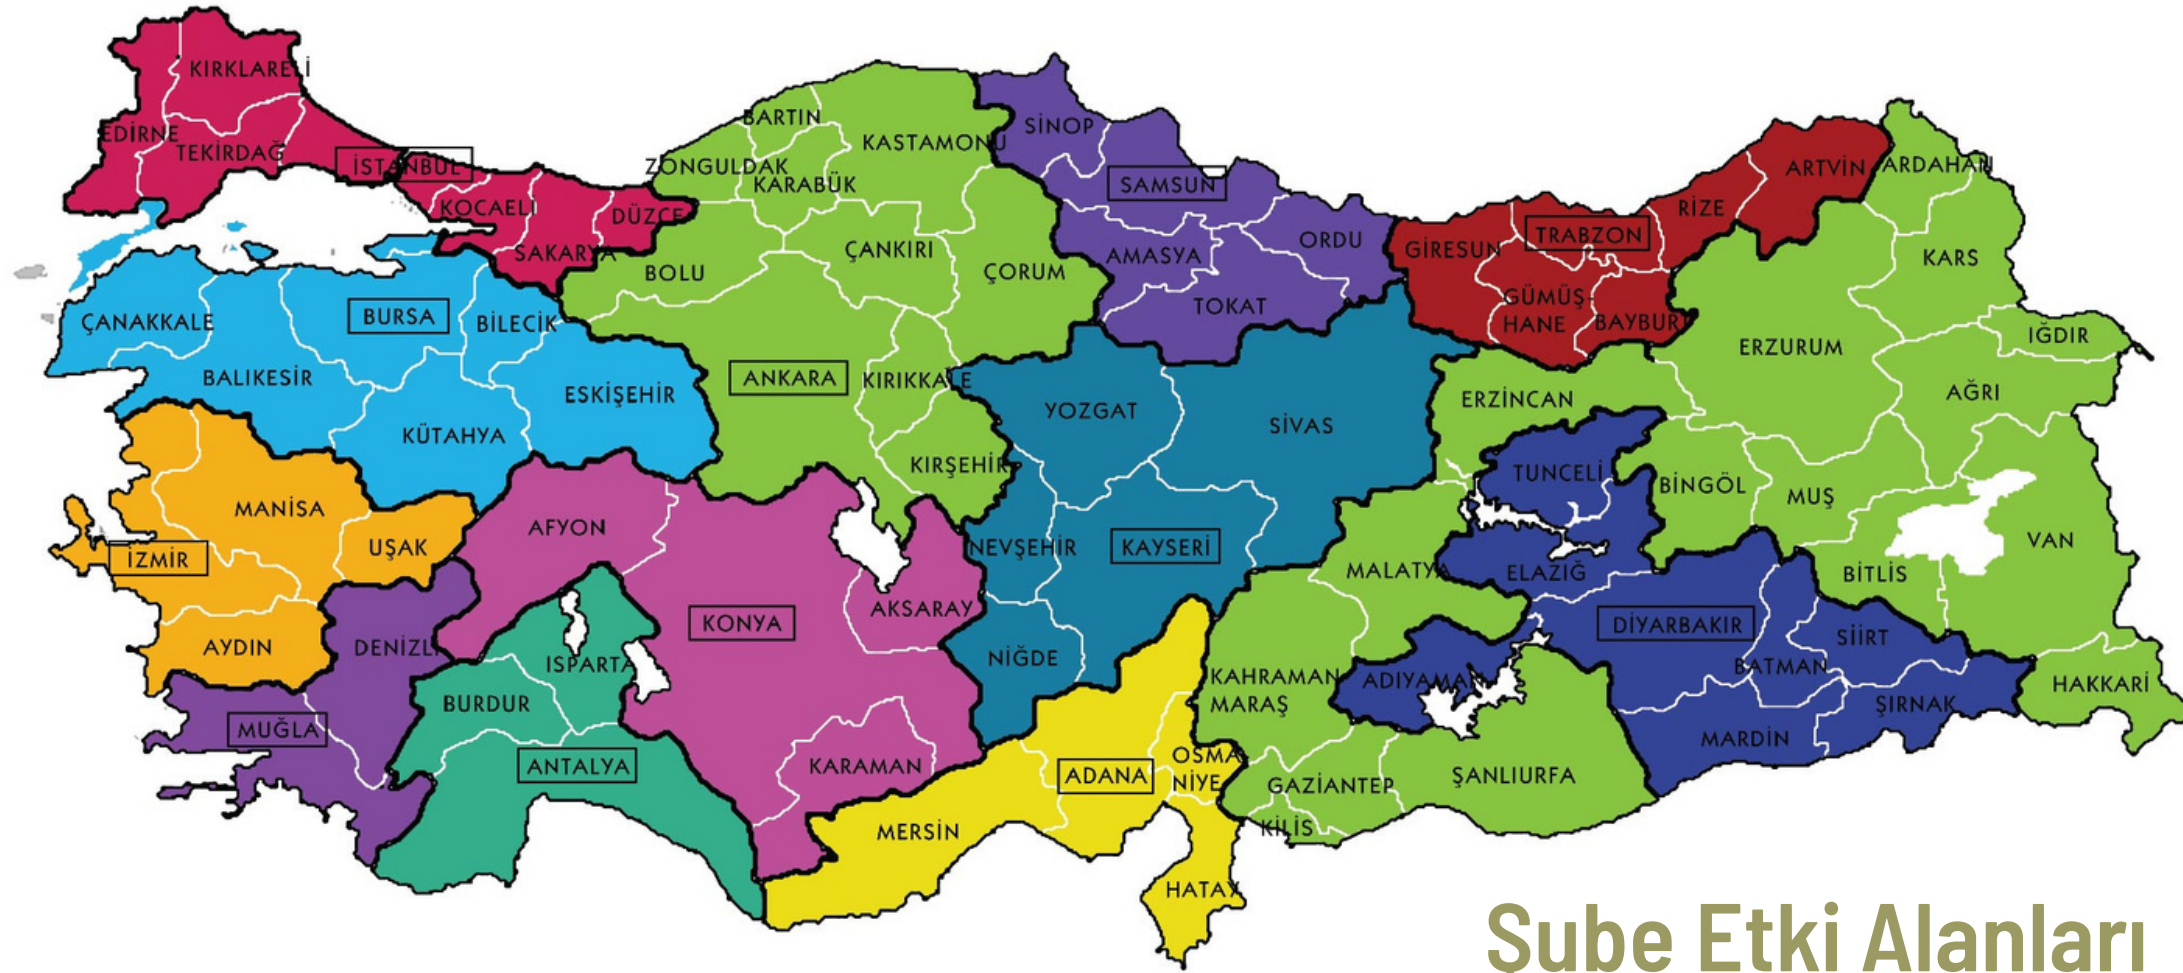 KIRKLARELİ
EDİRNE
TEKİRDAĞ
İSTANBUL
KOCAELİ
SAKARYA
DÜZCE
BARTIN
KASTAMONU
ZONGULDAK
KARABÜK
BOLU
ÇANKIRI
ÇORUM
SİNOP
SAMSUN
AMASYA
ORDU
TOKAT
GİRESUN
TRABZON
RİZE
ARTVİN
GÜMÜŞ-
HANE
BAYBURT
ARDAHAN
KARS
IĞDIR
ERZURUM
AĞRI
ÇANAKKALE
BURSA
BİLECİK
BALIKESİR
ESKİŞEHİR
KÜTAHYA
ANKARA
KIRIKKALE
KIRŞEHİR
YOZGAT
SİVAS
ERZİNCAN
TUNCELİ
BİNGÖL
MUŞ
VAN
BİTLİS
MANİSA
UŞAK
İZMİR
AYDIN
AFYON
DENİZLİ
MUĞLA
ISPARTA
BURDUR
ANTALYA
KONYA
AKSARAY
KARAMAN
NEVŞEHİR
KAYSERİ
NİĞDE
MALATYA
ELAZIĞ
DİYARBAKIR
BATMAN
SİİRT
ŞIRNAK
MARDİN
HAKKARİ
KAHRAMAN
MARAŞ
ADIYAMAN
OSMA
NİYE
ADANA
MERSİN
HATAY
GAZİANTEP
KİLİS
ŞANLIURFA
Sube Etki Alanları